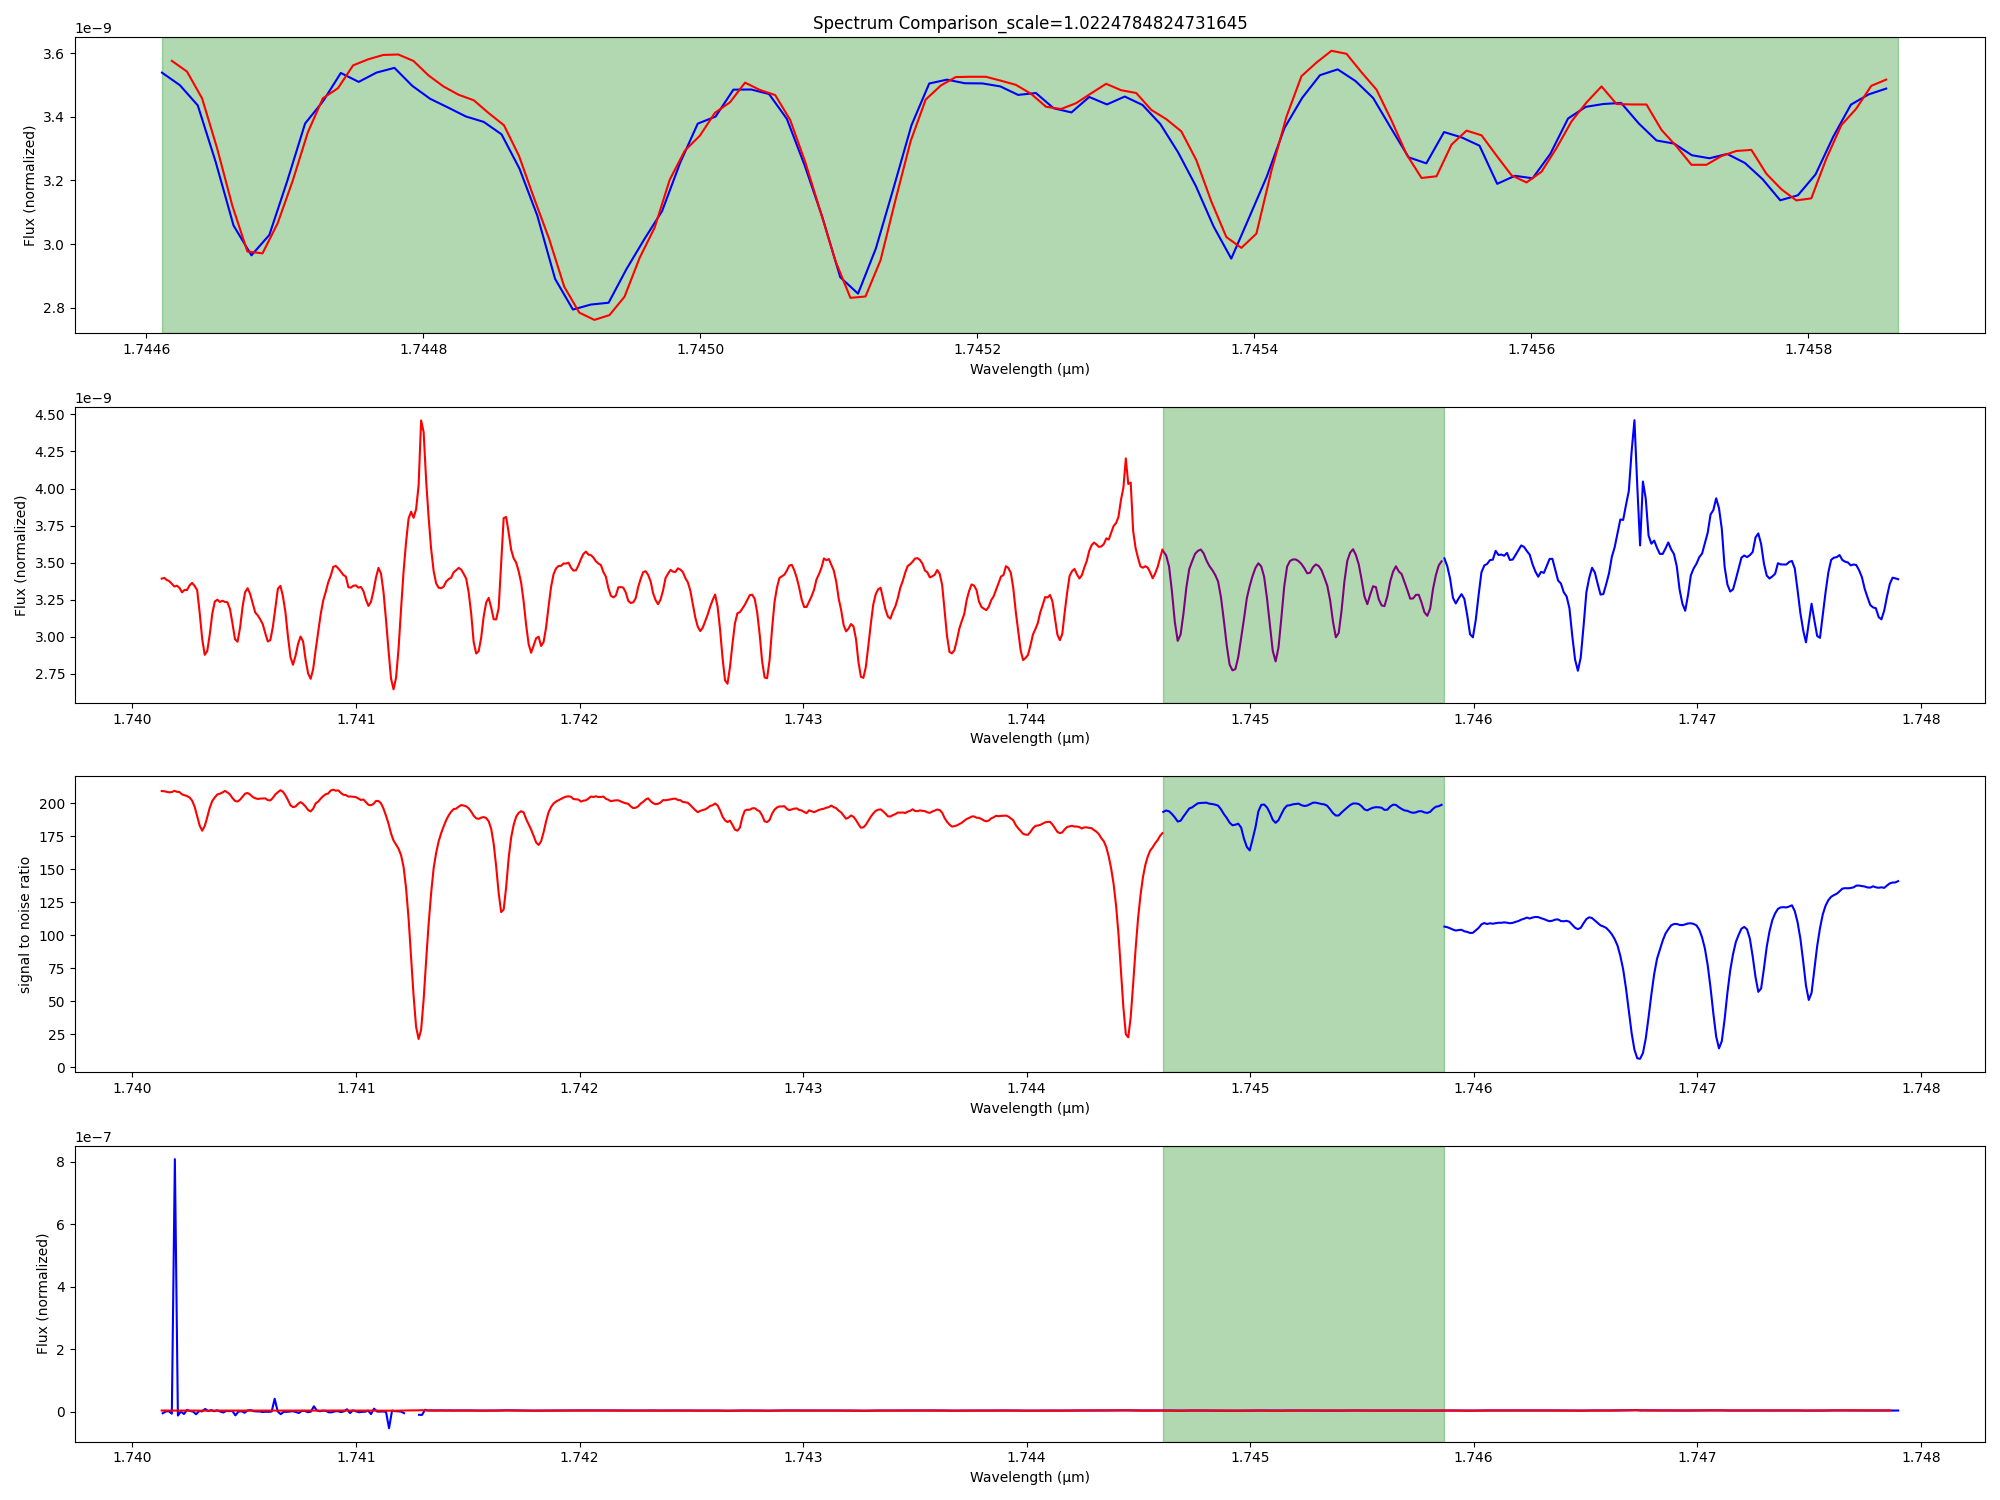 Spectrum Comparison_scale=1.0224784824731645
1e−9
3.6
3.4
3.2
3.0
2.8
Flux (normalized)
1.7446 1.7448 1.7450 1.7452 1.7454 1.7456 1.7458
Wavelength (μm)
1e−9
4.50
4.25
4.00
3.75
3.50
3.25
3.00
2.75
Flux (normalized)
1.740 1.741 1.742 1.743 1.744 1.745 1.746 1.747 1.748
Wavelength (μm)
200
175
150
125
100
75
50
25
0
signal to noise ratio
1.740 1.741 1.742 1.743 1.744 1.745 1.746 1.747 1.748
Wavelength (μm)
1e−7
8
6
4
2
0
Flux (normalized)
1.740 1.741 1.742 1.743 1.744 1.745 1.746 1.747 1.748
Wavelength (μm)